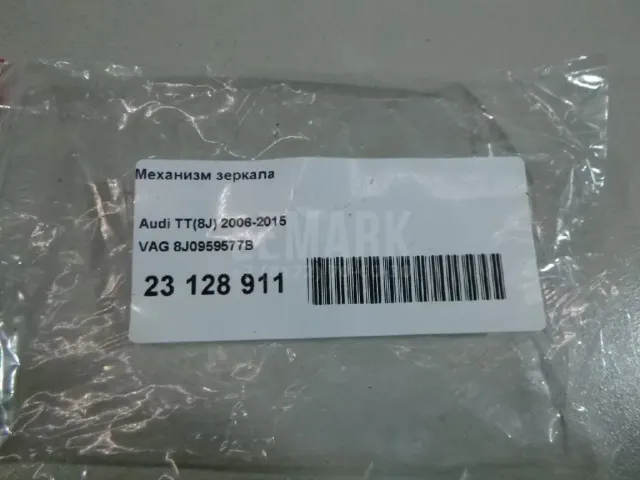 Механизм зеркала
Audi TT(8J) 2006-2015
VAG 8J0959577B
23 128 911